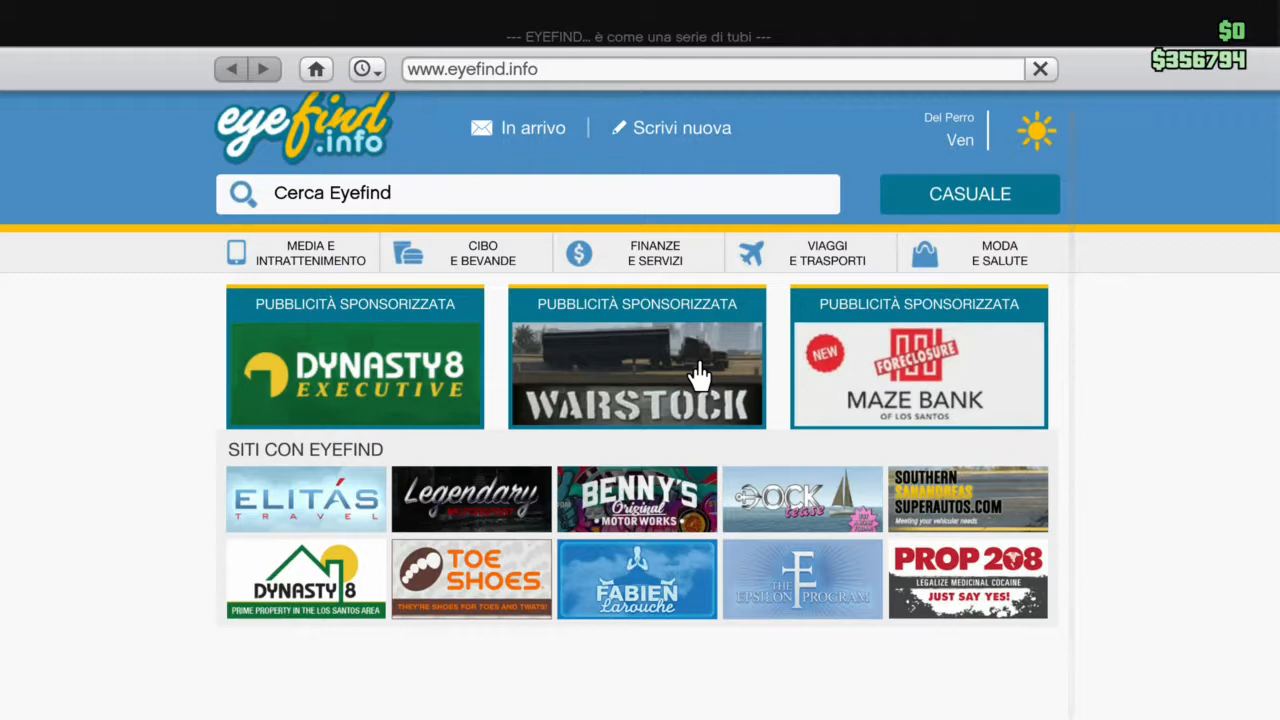 --- EYEFIND... è come una serie di tubi ---
$0
$356794
www.eyefind.info
eyefind
.info
In arrivo
Scrivi nuova
Del Perro
Ven
Cerca Eyefind
CASUALE
MEDIA E
INTRATTENIMENTO
CIBO
E BEVANDE
FINANZE
E SERVIZI
VIAGGI
E TRASPORTI
MODA
E SALUTE
PUBBLICITÀ SPONSORIZZATA
DYNASTY8
EXECUTIVE
PUBBLICITÀ SPONSORIZZATA
WARSTOCK
PUBBLICITÀ SPONSORIZZATA
NEW
FORECLOSURE
MAZE BANK
OF LOS SANTOS
SITI CON EYEFIND
ELITÁS
TRAVEL
Legendary
MOTORSPORT
BENNY'S
Original
MOTOR WORKS
DOCK
tease
SOUTHERN
SANANDREAS
SUPERAUTOS.COM
Meeting your vehicular needs
DYNASTY 8
PRIME PROPERTY IN THE LOS SANTOS AREA
TOE
SHOES
THEY'RE SHOES FOR TOES AND TWATS!
FABIEN
Larouche
THE
EPSILON PROGRAM
PROP 208
LEGALIZE MEDICINAL COCAINE
JUST SAY YES!